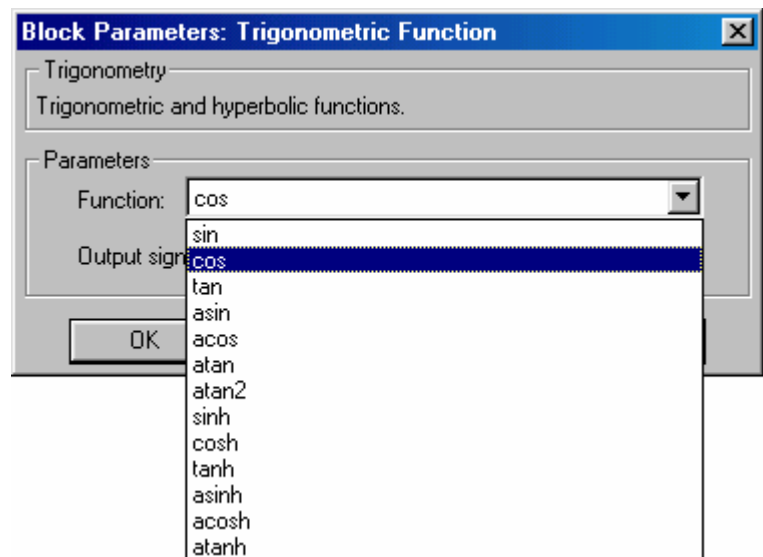 Block Parameters: Trigonometric Function
Trigonometry
Trigonometric and hyperbolic functions.
Parameters
Function: cos
Output sign
sin
cos
tan
asin
acos
atan
atan2
sinh
cosh
tanh
asinh
acosh
atanh
OK